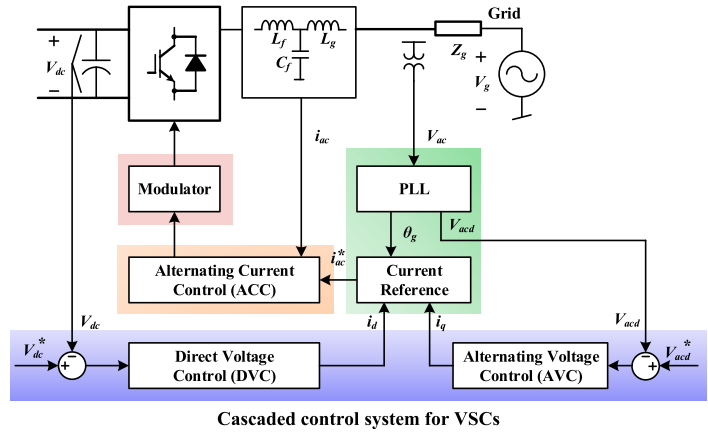 Grid
+
V_dc
−
L_f
L_g
C_f
Z_g
+
V_g
−
i_ac
V_ac
Modulator
PLL
θ_g
V_acd
Alternating Current
Control (ACC)
i_ac*
Current
Reference
V_dc
V_acd
i_d
i_q
V_dc*
−
+
Direct Voltage
Control (DVC)
Alternating Voltage
Control (AVC)
−
+
V_acd*
Cascaded control system for VSCs